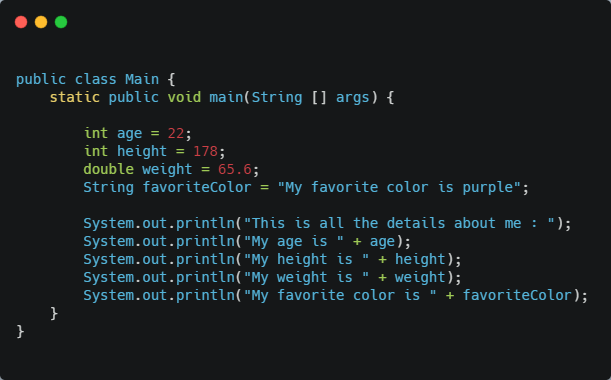 public class Main {
    static public void main(String [] args) {

        int age = 22;
        int height = 178;
        double weight = 65.6;
        String favoriteColor = "My favorite color is purple";

        System.out.println("This is all the details about me : ");
        System.out.println("My age is " + age);
        System.out.println("My height is " + height);
        System.out.println("My weight is " + weight);
        System.out.println("My favorite color is " + favoriteColor);
    }
}